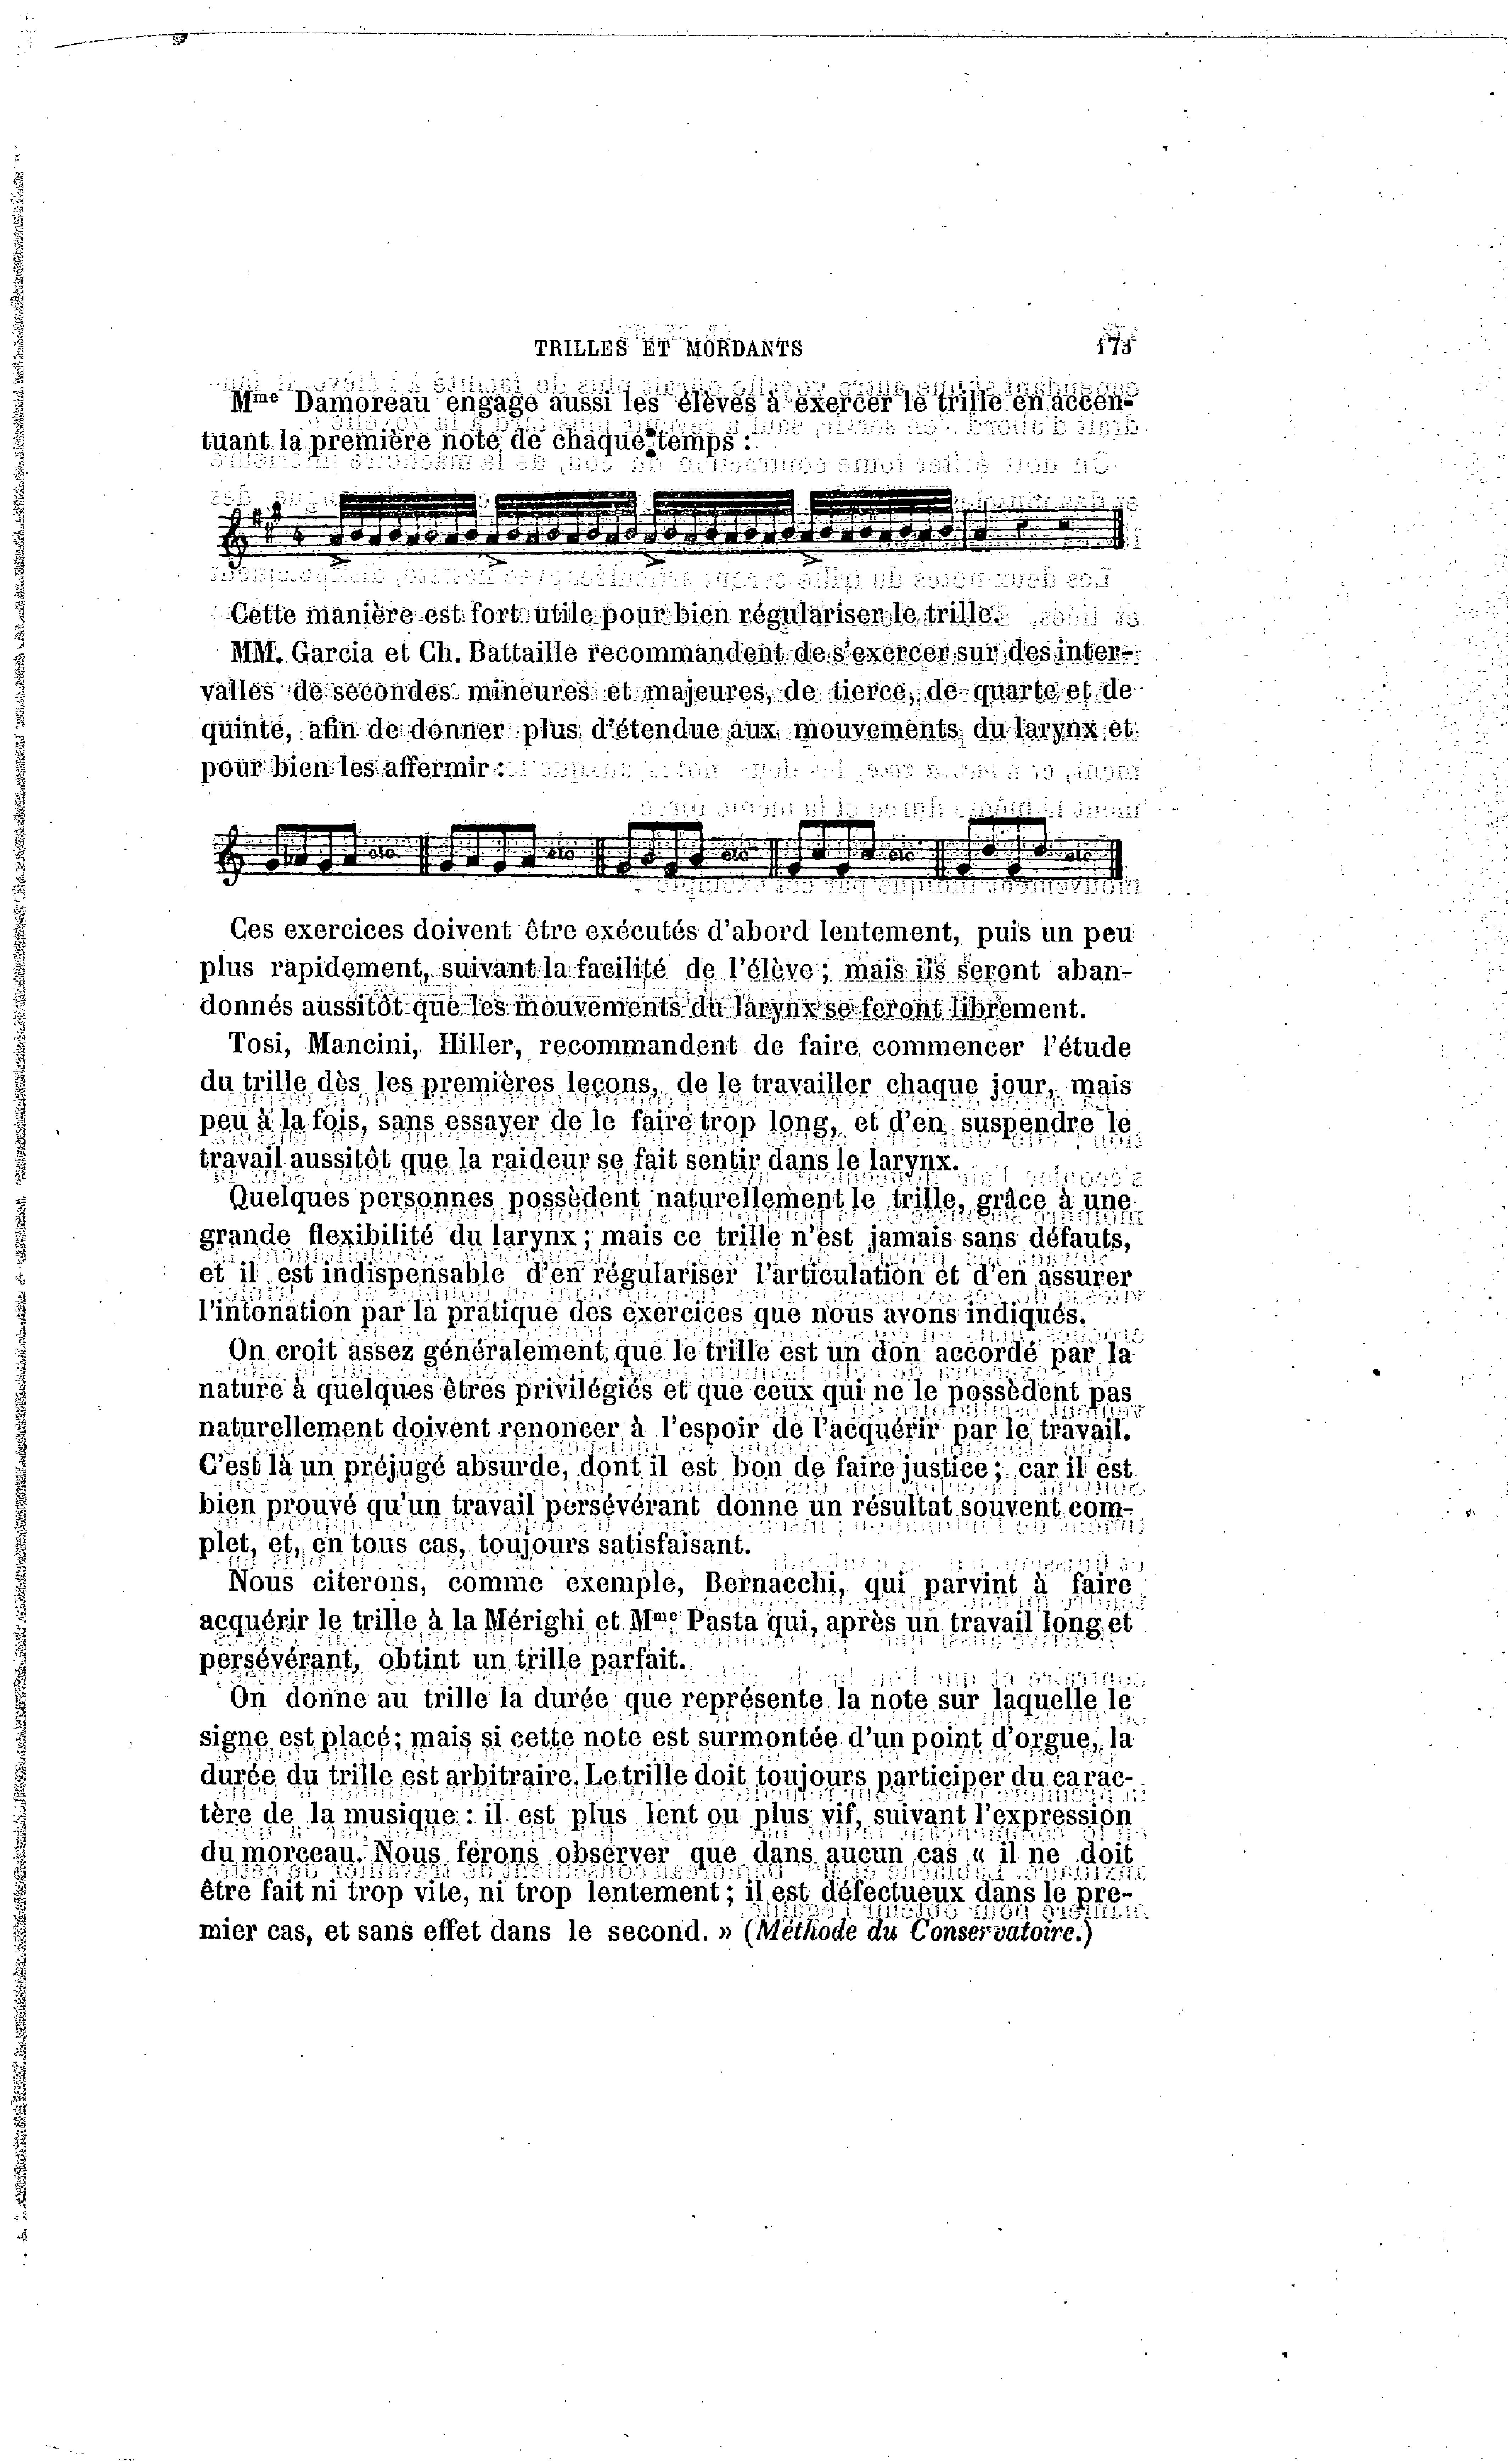 TRILLES ET MORDANTS 173
Mme Damoreau engage aussi les élèves à exercer le trille en accen-
tuant la première note de chaque temps :
Cette manière est fort utile pour bien régulariser le trille.
MM. Garcia et Ch. Battaille recommandent de s'exercer sur des inter-
valles de secondes mineures et majeures, de tierce, de quarte et de
quinte, afin de donner plus d'étendue aux mouvements du larynx et
pour bien les affermir :
etc etc etc etc etc
Ces exercices doivent être exécutés d'abord lentement, puis un peu
plus rapidement, suivant la facilité de l'élève ; mais ils seront aban-
donnés aussitôt que les mouvements du larynx se feront librement.
Tosi, Mancini, Hiller, recommandent de faire commencer l'étude
du trille dès les premières leçons, de le travailler chaque jour, mais
peu à la fois, sans essayer de le faire trop long, et d'en suspendre le
travail aussitôt que la raideur se fait sentir dans le larynx.
Quelques personnes possèdent naturellement le trille, grâce à une
grande flexibilité du larynx ; mais ce trille n'est jamais sans défauts,
et il est indispensable d'en régulariser l'articulation et d'en assurer
l'intonation par la pratique des exercices que nous avons indiqués.
On croit assez généralement que le trille est un don accordé par la
nature à quelques êtres privilégiés et que ceux qui ne le possèdent pas
naturellement doivent renoncer à l'espoir de l'acquérir par le travail.
C'est là un préjugé absurde, dont il est bon de faire justice ; car il est
bien prouvé qu'un travail persévérant donne un résultat souvent com-
plet, et, en tous cas, toujours satisfaisant.
Nous citerons, comme exemple, Bernacchi, qui parvint à faire
acquérir le trille à la Mérighi et Mme Pasta qui, après un travail long et
persévérant, obtint un trille parfait.
On donne au trille la durée que représente la note sur laquelle le
signe est placé ; mais si cette note est surmontée d'un point d'orgue, la
durée du trille est arbitraire. Le trille doit toujours participer du carac-
tère de la musique : il est plus lent ou plus vif, suivant l'expression
du morceau. Nous ferons observer que dans aucun cas « il ne doit
être fait ni trop vite, ni trop lentement ; il est défectueux dans le pre-
mier cas, et sans effet dans le second. » (Méthode du Conservatoire.)